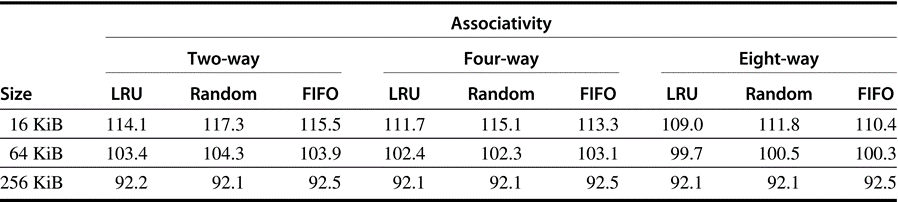 Associativity
Two-way Four-way Eight-way
Size LRU Random FIFO LRU Random FIFO LRU Random FIFO
16 KiB 114.1 117.3 115.5 111.7 115.1 113.3 109.0 111.8 110.4
64 KiB 103.4 104.3 103.9 102.4 102.3 103.1 99.7 100.5 100.3
256 KiB 92.2 92.1 92.5 92.1 92.1 92.5 92.1 92.1 92.5